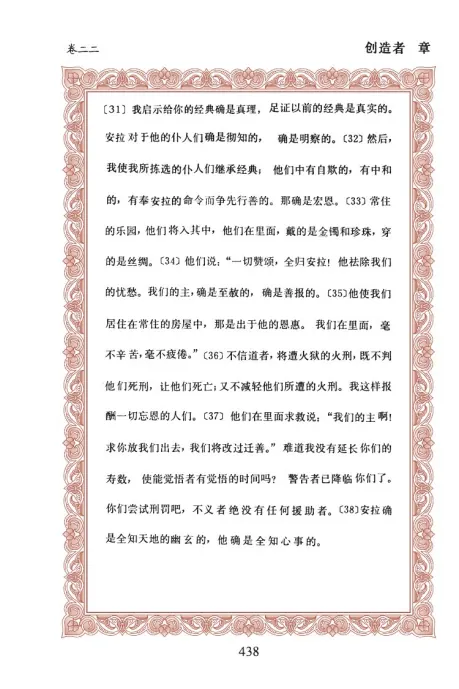 卷二二
创造者 章
〔31〕我启示给你的经典确是真理，足证以前的经典是真实的。
安拉对于他的仆人们确是彻知的， 确是明察的。〔32〕然后，
我使我所拣选的仆人们继承经典； 他们中有自欺的，有中和
的，有奉安拉的命令而争先行善的。那确是宏恩。〔33〕常住
的乐园，他们将入其中，他们在里面，戴的是金镯和珍珠，穿
的是丝绸。〔34〕他们说：“一切赞颂，全归安拉！他祛除我们
的忧愁。我们的主，确是至赦的，确是善报的。〔35〕他使我们
居住在常住的房屋中，那是出于他的恩惠。 我们在里面，毫
不辛苦，毫不疲倦。”〔36〕不信道者，将遭火狱的火刑，既不判
他们死刑，让他们死亡；又不减轻他们所遭的火刑。我这样报
酬一切忘恩的人们。〔37〕他们在里面求救说：“我们的主啊！
求你放我们出去，我们将改过迁善。”难道我没有延长你们的
寿数， 使能觉悟者有觉悟的时间吗？ 警告者已降临你们了。
你们尝试刑罚吧，不义者绝没有任何援助者。〔38〕安拉确
是全知天地的幽玄的，他确是全知心事的。
438